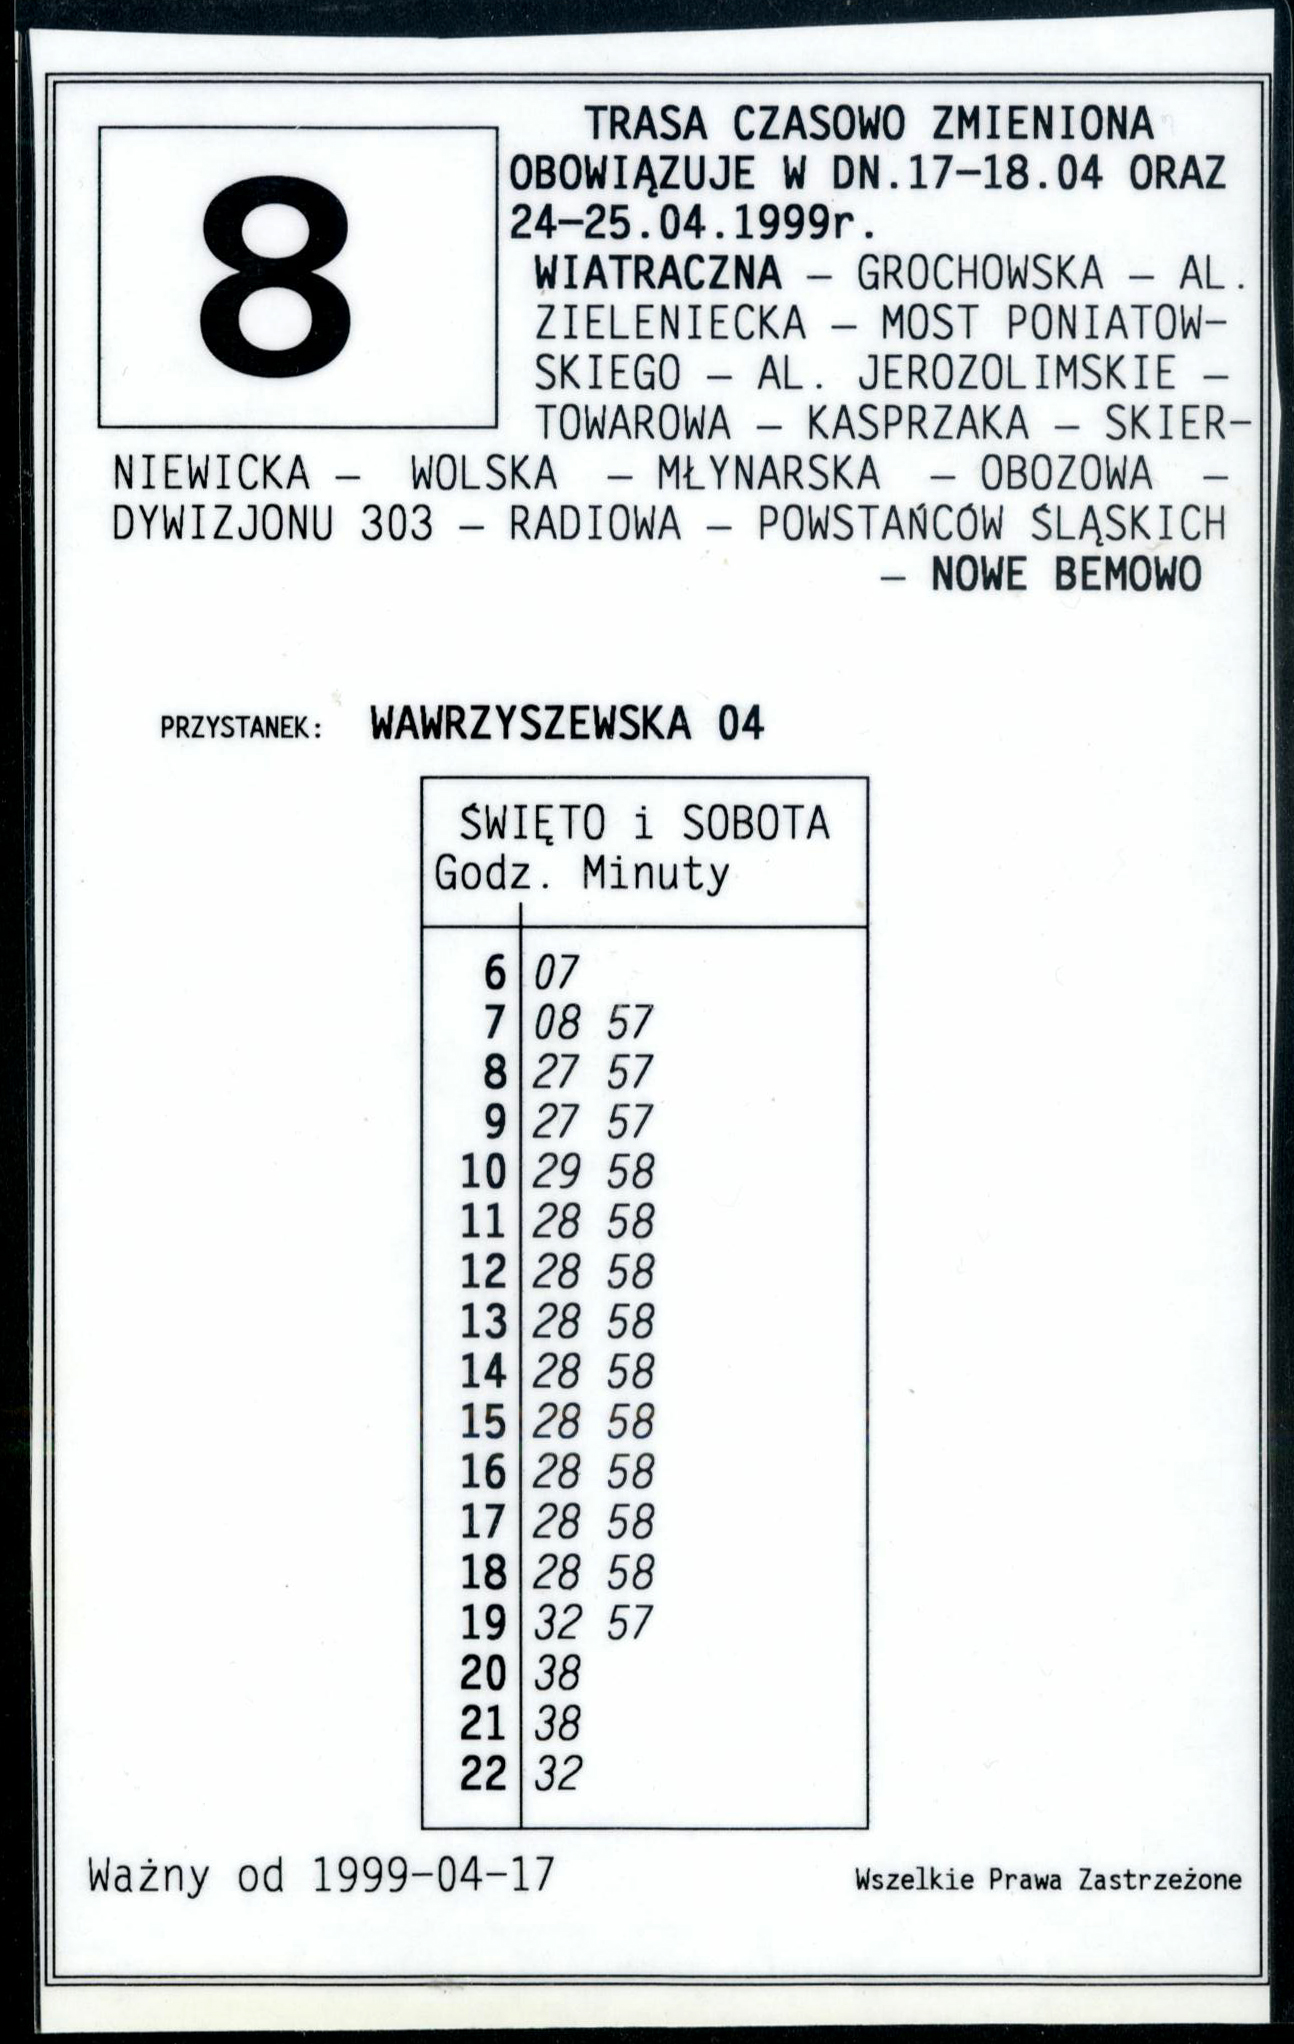 8
TRASA CZASOWO ZMIENIONA
OBOWIĄZUJE W DN.17-18.04 ORAZ
24-25.04.1999r.
WIATRACZNA - GROCHOWSKA - AL.
ZIELENIECKA - MOST PONIATOW-
SKIEGO - AL. JEROZOLIMSKIE -
TOWAROWA - KASPRZAKA - SKIER-
NIEWICKA - WOLSKA - MŁYNARSKA - OBOZOWA -
DYWIZJONU 303 - RADIOWA - POWSTAŃCÓW ŚLĄSKICH
- NOWE BEMOWO
PRZYSTANEK: WAWRZYSZEWSKA 04
ŚWIĘTO i SOBOTA
Godz. Minuty
6 07
7 08 57
8 27 57
9 27 57
10 29 58
11 28 58
12 28 58
13 28 58
14 28 58
15 28 58
16 28 58
17 28 58
18 28 58
19 32 57
20 38
21 38
22 32
Ważny od 1999-04-17
Wszelkie Prawa Zastrzeżone